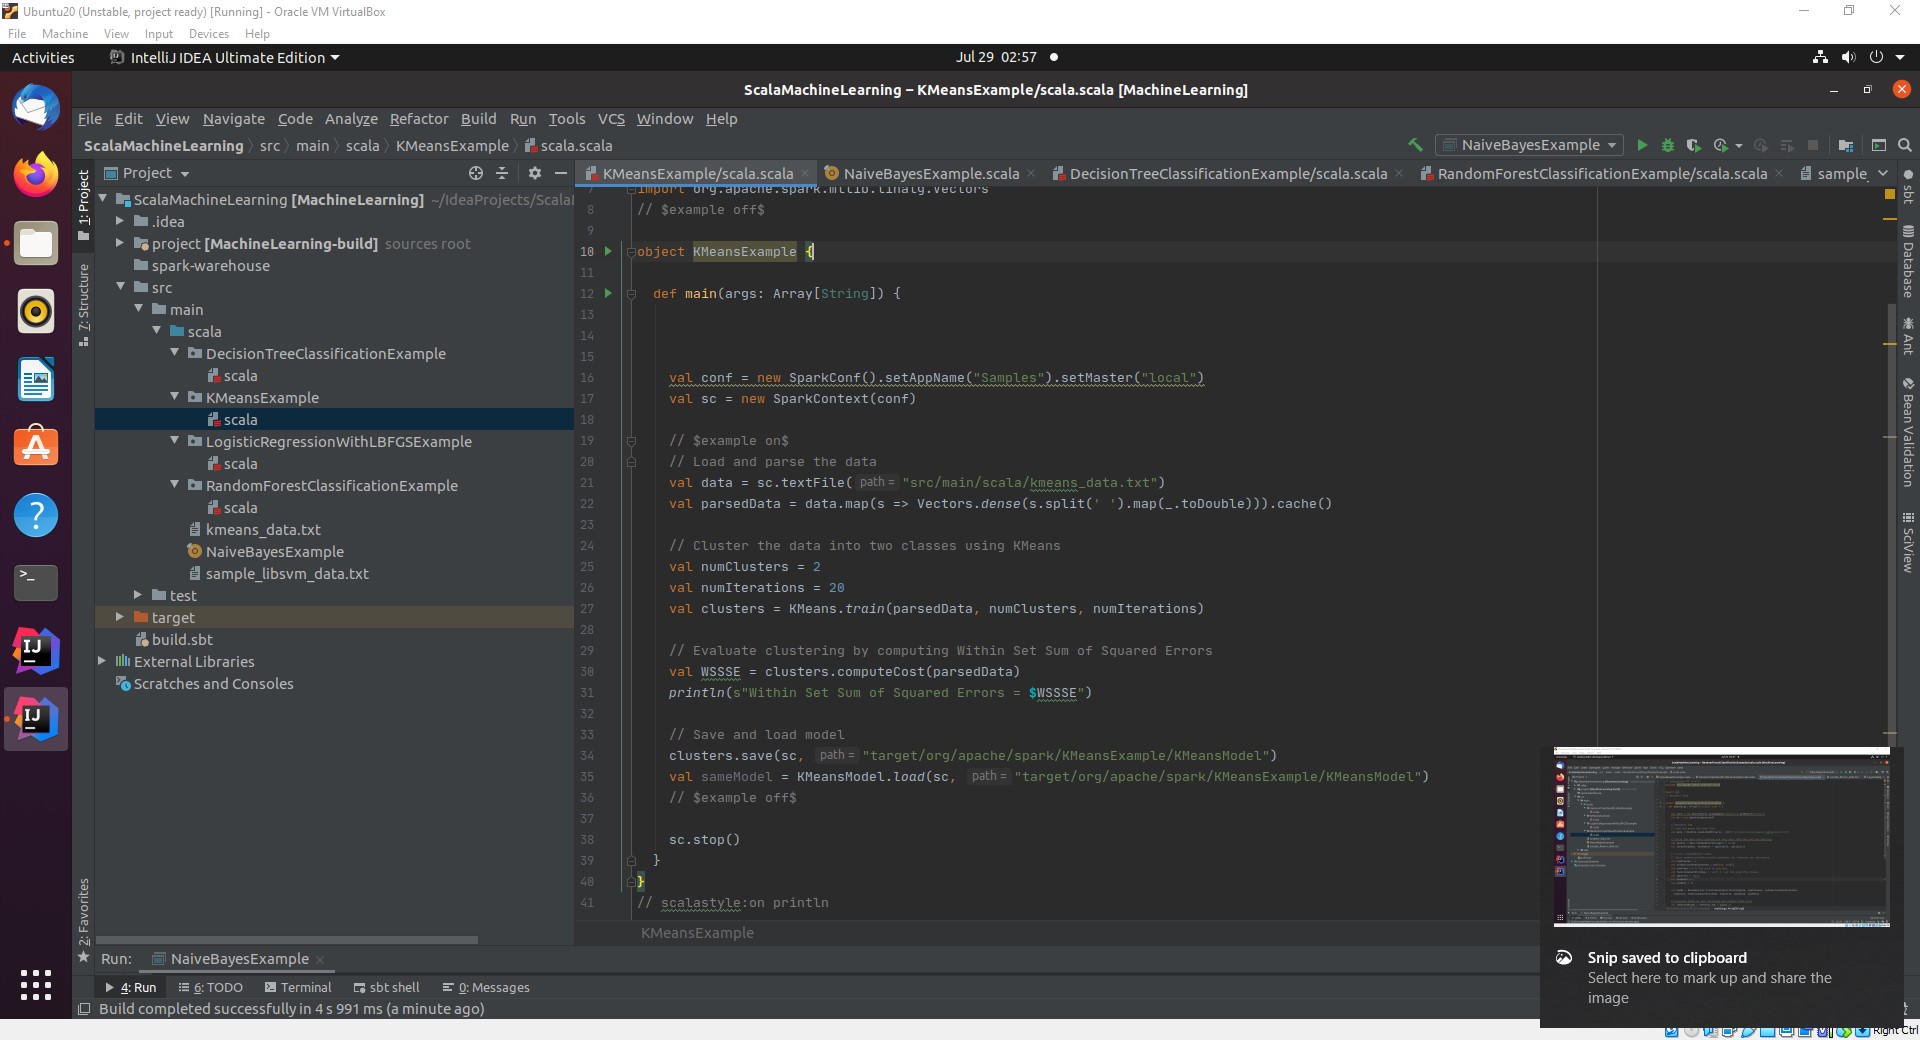 Ubuntu20 (Unstable, project ready) [Running] - Oracle VM VirtualBox
File Machine View Input Devices Help
Activities IntelliJ IDEA Ultimate Edition Jul 29 02:57
ScalaMachineLearning – KMeansExample/scala.scala [MachineLearning]
File Edit View Navigate Code Analyze Refactor Build Run Tools VCS Window Help
ScalaMachineLearning src main scala KMeansExample scala.scala NaiveBayesExample
Project KMeansExample/scala.scala NaiveBayesExample.scala DecisionTreeClassificationExample/scala.scala RandomForestClassificationExample/scala.scala sample_
1: Project
7: Structure
2: Favorites
ScalaMachineLearning [MachineLearning] ~/IdeaProjects/Scala
.idea
project [MachineLearning-build] sources root
spark-warehouse
src
main
scala
DecisionTreeClassificationExample
scala
KMeansExample
scala
LogisticRegressionWithLBFGSExample
scala
RandomForestClassificationExample
scala
kmeans_data.txt
NaiveBayesExample
sample_libsvm_data.txt
test
target
build.sbt
External Libraries
Scratches and Consoles
7 import org.apache.spark.mllib.linalg.Vectors
8 // $example off$
9
10 object KMeansExample {
11
12 def main(args: Array[String]) {
13
14
15
16 val conf = new SparkConf().setAppName("Samples").setMaster("local")
17 val sc = new SparkContext(conf)
18
19 // $example on$
20 // Load and parse the data
21 val data = sc.textFile( path = "src/main/scala/kmeans_data.txt")
22 val parsedData = data.map(s => Vectors.dense(s.split(' ').map(_.toDouble))).cache()
23
24 // Cluster the data into two classes using KMeans
25 val numClusters = 2
26 val numIterations = 20
27 val clusters = KMeans.train(parsedData, numClusters, numIterations)
28
29 // Evaluate clustering by computing Within Set Sum of Squared Errors
30 val WSSSE = clusters.computeCost(parsedData)
31 println(s"Within Set Sum of Squared Errors = $WSSSE")
32
33 // Save and load model
34 clusters.save(sc, path = "target/org/apache/spark/KMeansExample/KMeansModel")
35 val sameModel = KMeansModel.load(sc, path = "target/org/apache/spark/KMeansExample/KMeansModel")
36 // $example off$
37
38 sc.stop()
39 }
40 }
41 // scalastyle:on println
KMeansExample
sbt
Database
Ant
Bean Validation
SciView
Snip saved to clipboard
Select here to mark up and share the
image
Run: NaiveBayesExample
4: Run 6: TODO Terminal sbt shell 0: Messages
Build completed successfully in 4 s 991 ms (a minute ago)
Right Ctrl